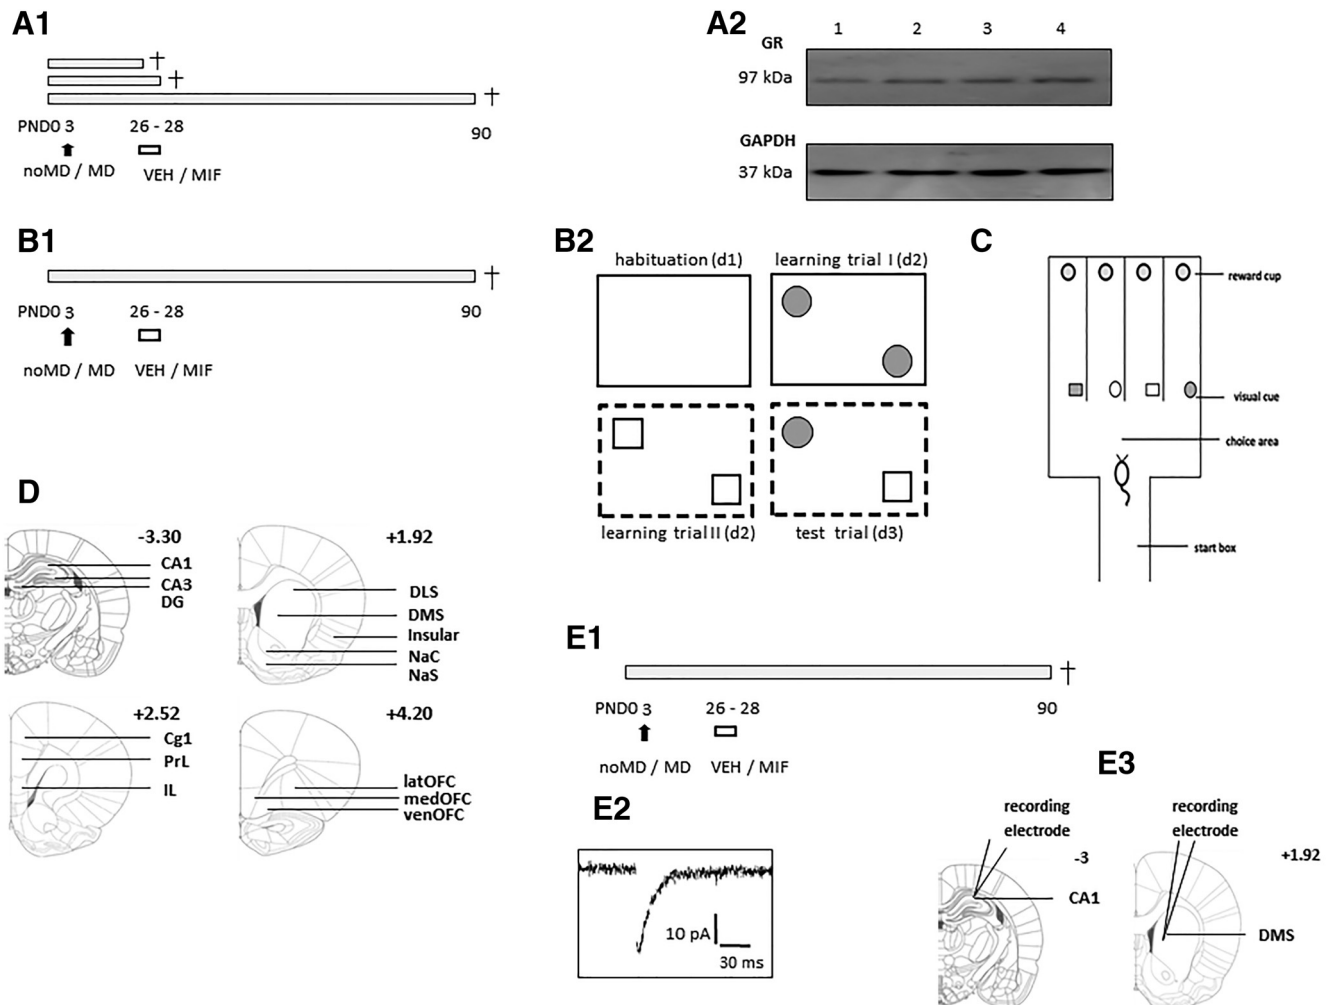 A1
PND0 3
26 - 28
90
noMD / MD
VEH / MIF
A2
1 2 3 4
GR
97 kDa
GAPDH
37 kDa
B1
PND0 3
26 - 28
90
noMD / MD
VEH / MIF
B2
habituation (d1)
learning trial I (d2)
learning trial II (d2)
test trial (d3)
C
reward cup
visual cue
choice area
start box
D
-3.30
CA1
CA3
DG
+1.92
DLS
DMS
Insular
NaC
NaS
+2.52
Cg1
PrL
IL
+4.20
latOFC
medOFC
venOFC
E1
PND0 3
26 - 28
90
noMD / MD
VEH / MIF
E2
10 pA
30 ms
E3
recording
electrode
-3
CA1
recording
electrode
+1.92
DMS